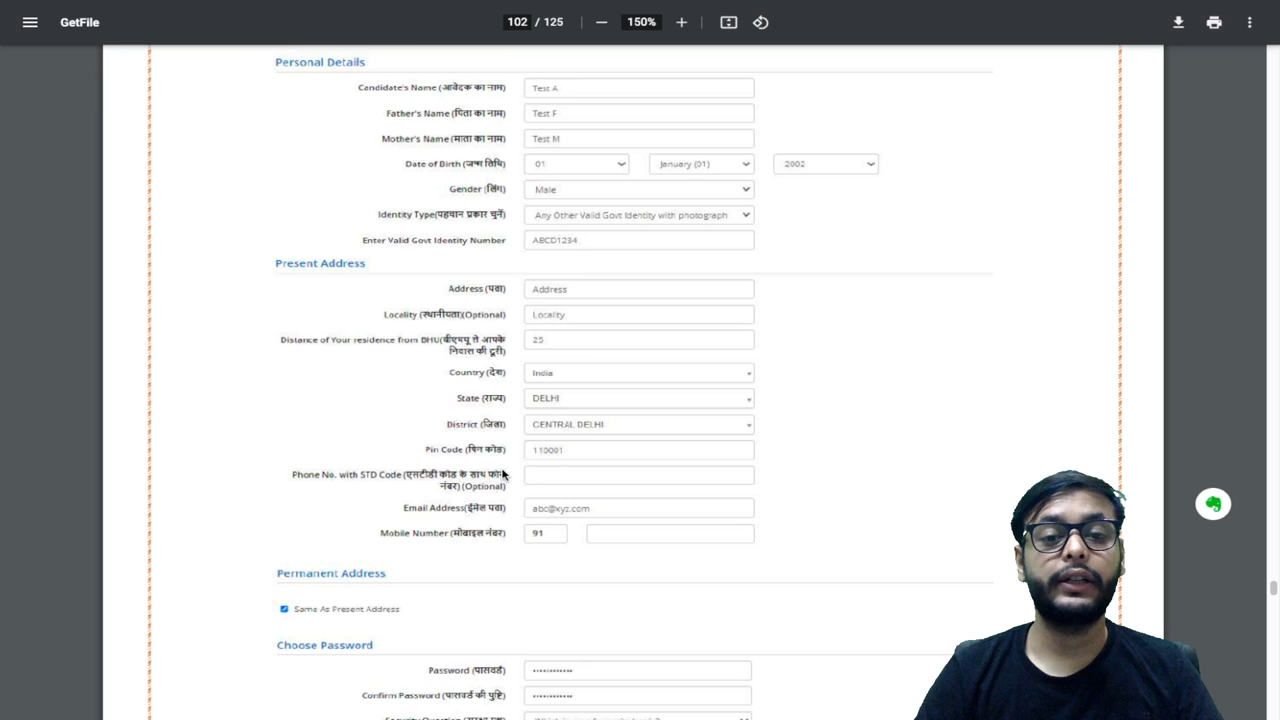 GetFile
102 / 125
150%
Personal Details
Candidate's Name (आवेदक का नाम)
Test A
Father's Name (पिता का नाम)
Test F
Mother's Name (माता का नाम)
Test M
Date of Birth (जन्म तिथि)
01
January (01)
2002
Gender (लिंग)
Male
Identity Type(पहचान प्रकार चुनें)
Any Other Valid Govt Identity with photograph
Enter Valid Govt Identity Number
ABCD1234
Present Address
Address (पता)
Address
Locality (स्थानीयता)(Optional)
Locality
Distance of Your residence from BHU(बीएचयू से आपके
निवास की दूरी)
25
Country (देश)
India
State (राज्य)
DELHI
District (जिला)
CENTRAL DELHI
Pin Code (पिन कोड)
110001
Phone No. with STD Code (एसटीडी कोड के साथ फोन
नंबर) (Optional)
Email Address(ईमेल पता)
abc@xyz.com
Mobile Number (मोबाइल नंबर)
91
Permanent Address
Same As Present Address
Choose Password
Password (पासवर्ड)
Confirm Password (पासवर्ड की पुष्टि)